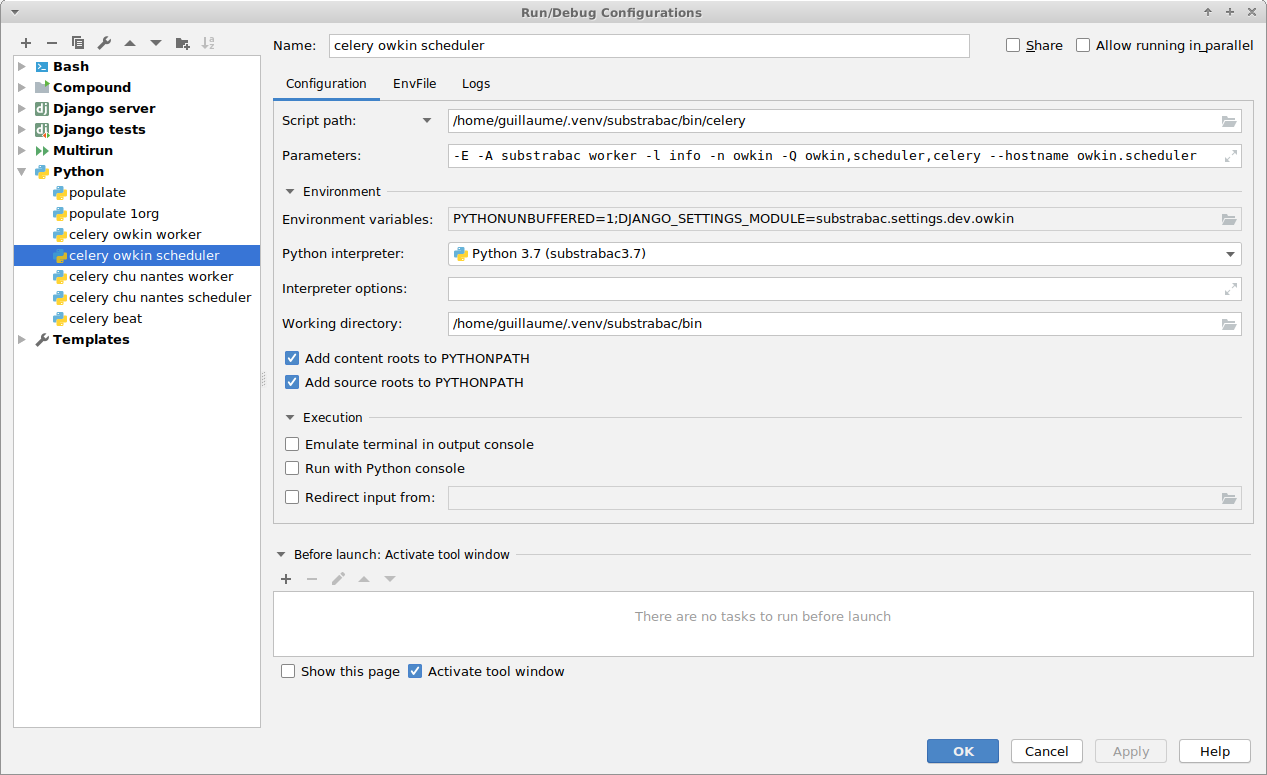 Run/Debug Configurations
Name: celery owkin scheduler
Share
Allow running in parallel
Bash
Compound
Django server
Django tests
Multirun
Python
populate
populate 1org
celery owkin worker
celery owkin scheduler
celery chu nantes worker
celery chu nantes scheduler
celery beat
Templates
Configuration EnvFile Logs
Script path: /home/guillaume/.venv/substrabac/bin/celery
Parameters: -E -A substrabac worker -l info -n owkin -Q owkin,scheduler,celery --hostname owkin.scheduler
Environment
Environment variables: PYTHONUNBUFFERED=1;DJANGO_SETTINGS_MODULE=substrabac.settings.dev.owkin
Python interpreter: Python 3.7 (substrabac3.7)
Interpreter options:
Working directory: /home/guillaume/.venv/substrabac/bin
Add content roots to PYTHONPATH
Add source roots to PYTHONPATH
Execution
Emulate terminal in output console
Run with Python console
Redirect input from:
Before launch: Activate tool window
There are no tasks to run before launch
Show this page Activate tool window
OK Cancel Apply Help